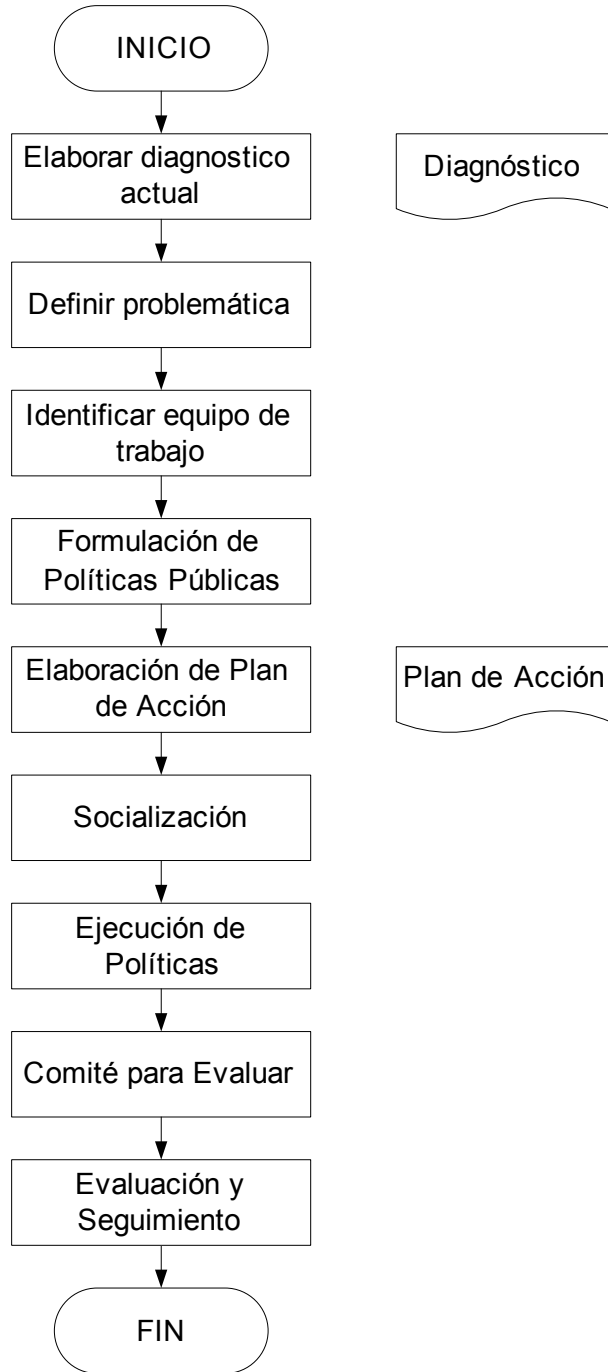 INICIO
Elaborar diagnostico
actual
Diagnóstico
Definir problemática
Identificar equipo de
trabajo
Formulación de
Políticas Públicas
Elaboración de Plan
de Acción
Plan de Acción
Socialización
Ejecución de
Políticas
Comité para Evaluar
Evaluación y
Seguimiento
FIN